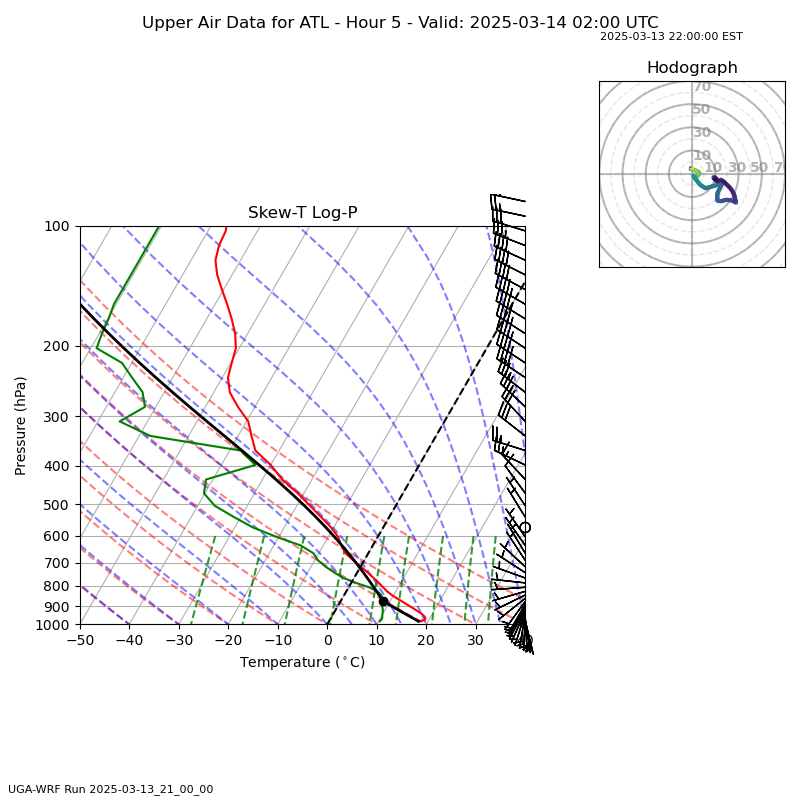 Upper Air Data for ATL - Hour 5 - Valid: 2025-03-14 02:00 UTC
2025-03-13 22:00:00 EST
Hodograph
70
50
30
10
10 30 50 7
Skew-T Log-P
100
200
300
400
500
600
700
800
900
1000
Pressure (hPa)
−50 −40 −30 −20 −10 0 10 20 30
Temperature (°C)
UGA-WRF Run 2025-03-13_21_00_00